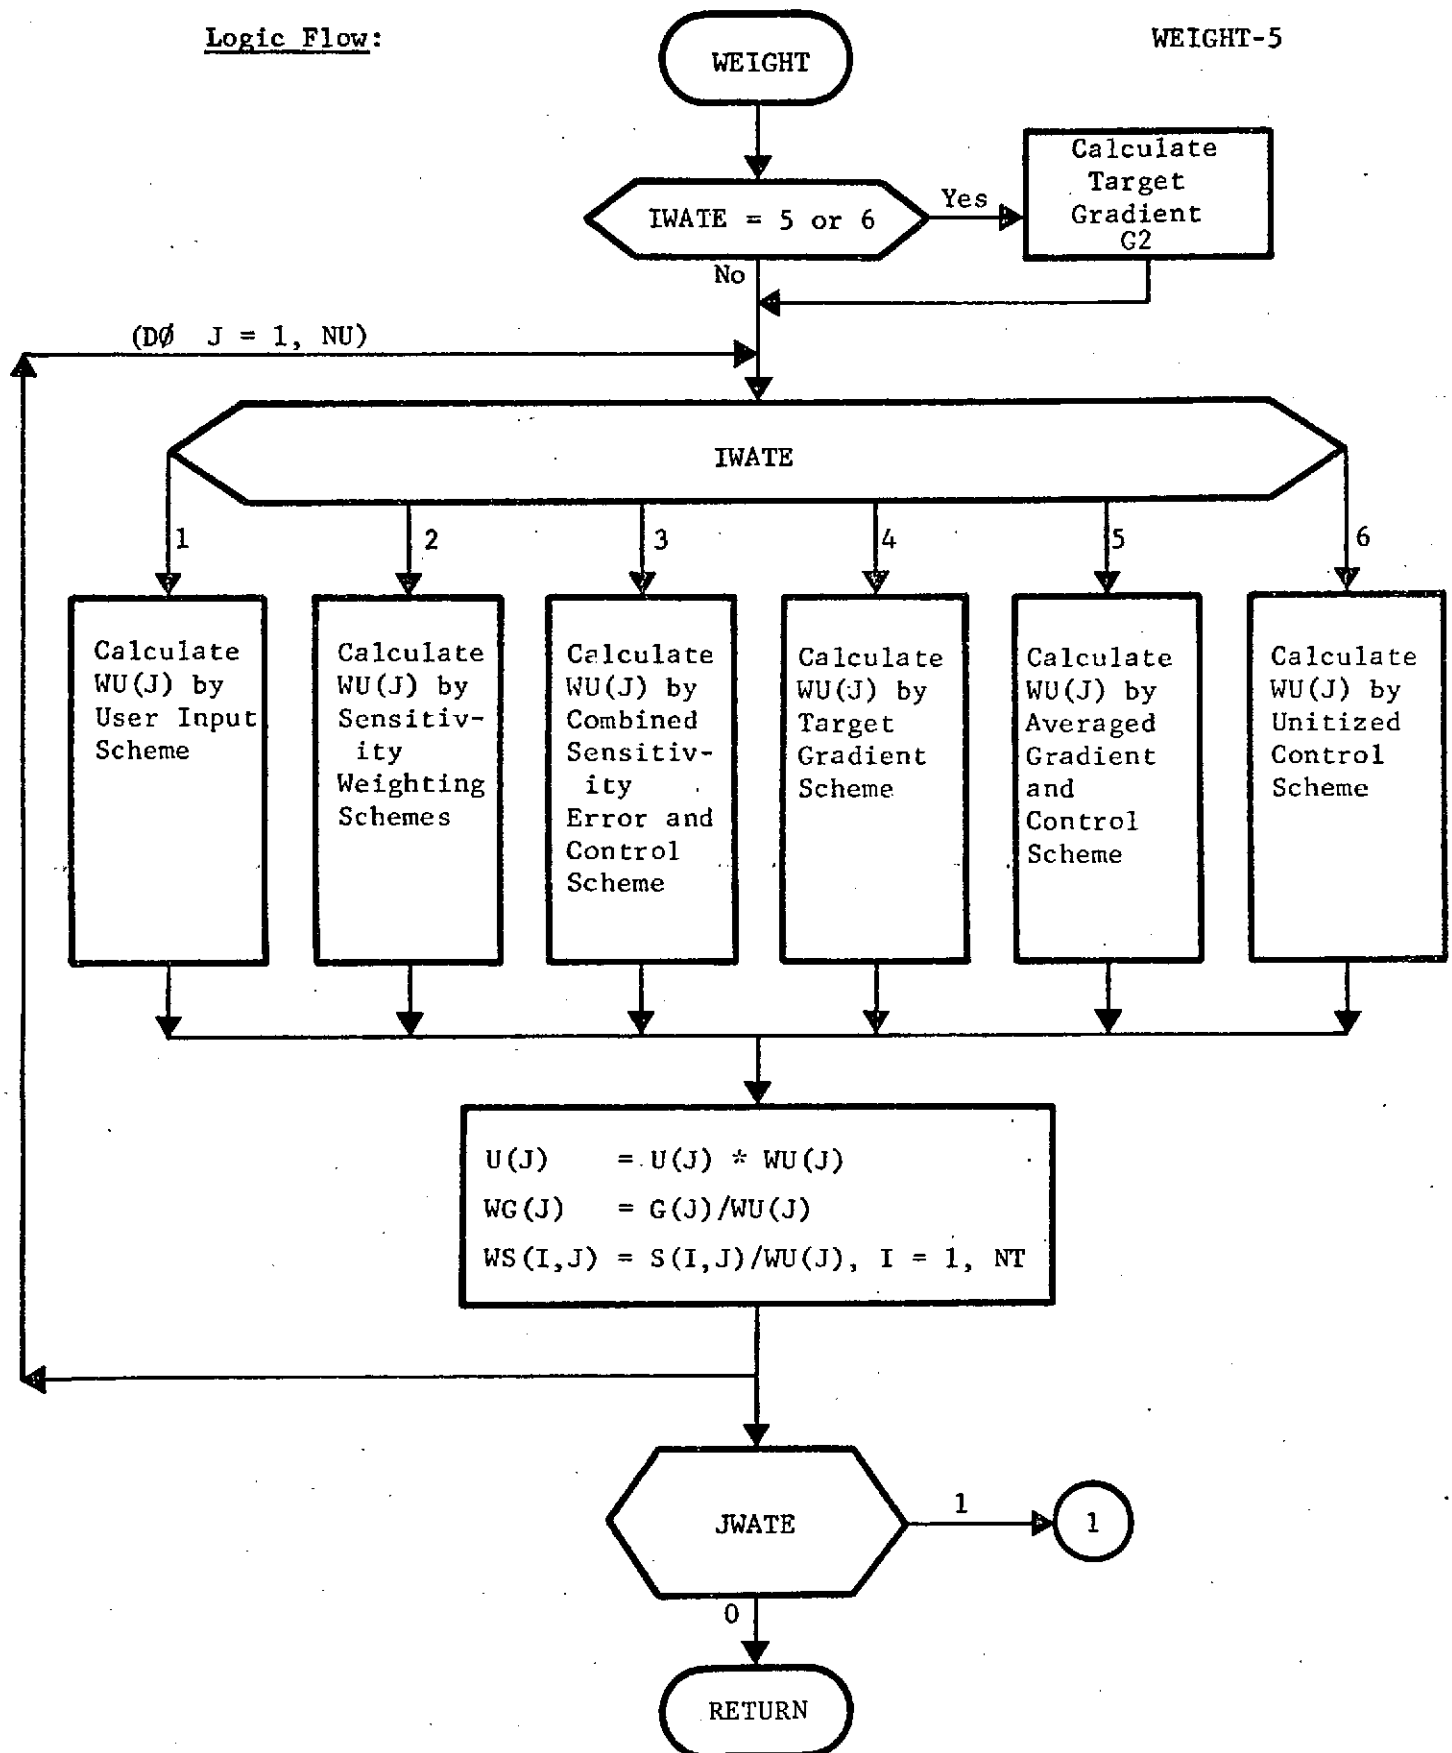 Logic Flow:
WEIGHT-5
WEIGHT
IWATE = 5 or 6
Yes
Calculate
Target
Gradient
G2
No
(DØ J = 1, NU)
IWATE
1
2
3
4
5
6
Calculate
WU(J) by
User Input
Scheme
Calculate
WU(J) by
Sensitiv-
ity
Weighting
Schemes
Calculate
WU(J) by
Combined
Sensitiv-
ity
Error and
Control
Scheme
Calculate
WU(J) by
Target
Gradient
Scheme
Calculate
WU(J) by
Averaged
Gradient
and
Control
Scheme
Calculate
WU(J) by
Unitized
Control
Scheme
U(J) = U(J) * WU(J)
WG(J) = G(J)/WU(J)
WS(I,J) = S(I,J)/WU(J), I = 1, NT
JWATE
1
1
0
RETURN